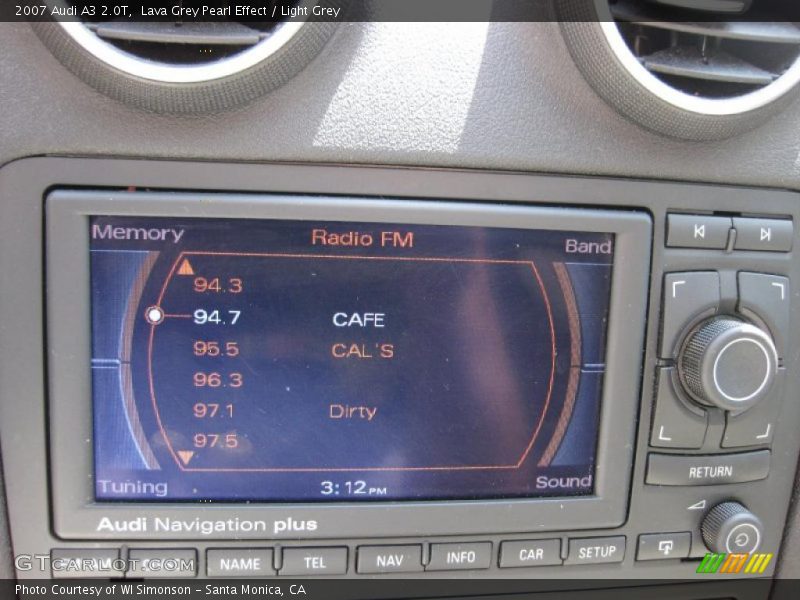 2007 Audi A3 2.0T, Lava Grey Pearl Effect / Light Grey
Memory Radio FM Band
94.3
94.7 CAFE
95.5 CAL'S
96.3
97.1 Dirty
97.5
Tuning 3:12PM Sound
RETURN
Audi Navigation plus
NAME TEL NAV INFO CAR SETUP
GTCarLot.com
Photo Courtesy of WI Simonson - Santa Monica, CA